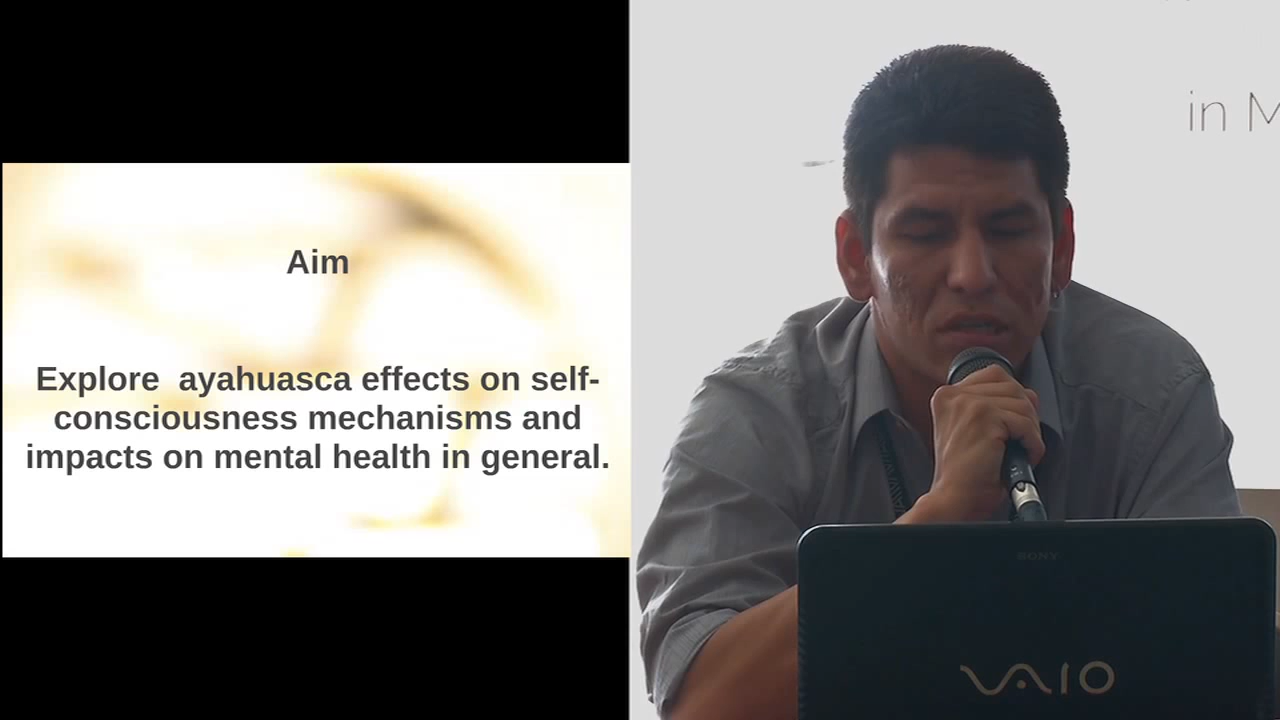 Aim
Explore  ayahuasca effects on self-
consciousness mechanisms and
impacts on mental health in general.
in M
SONY
VAIO